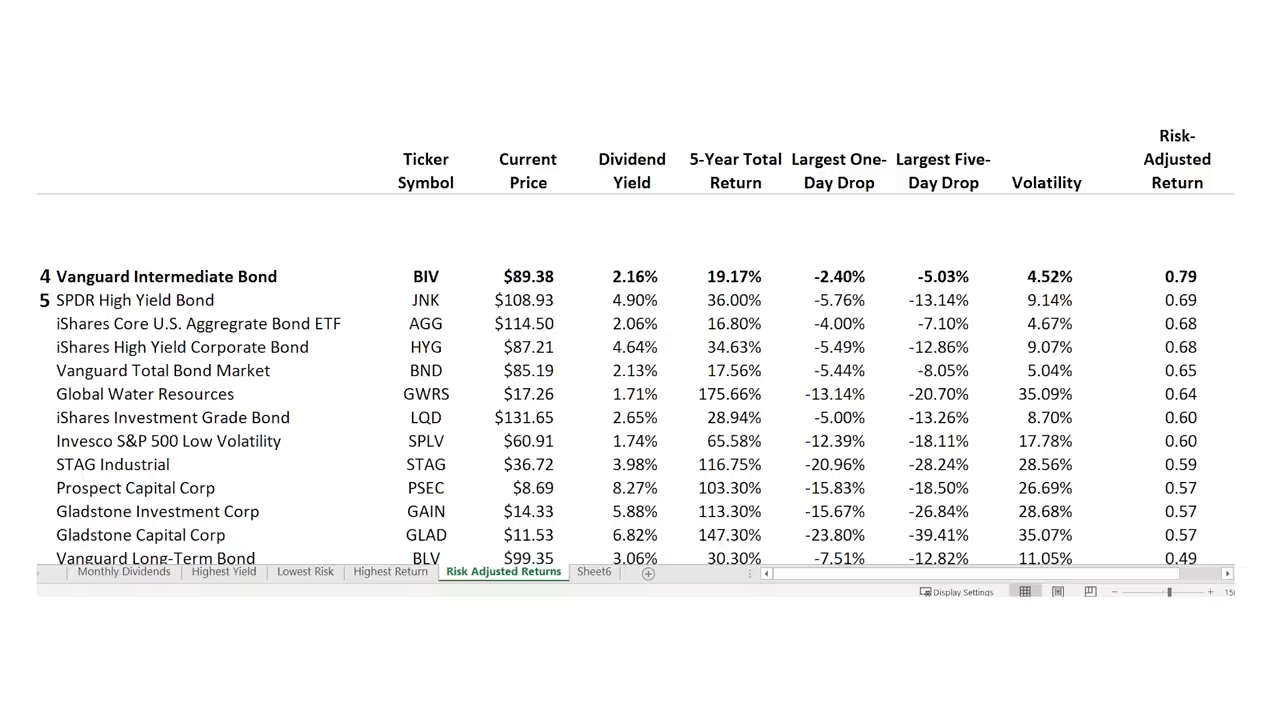 Risk-
Ticker Current Dividend 5-Year Total Largest One- Largest Five- Adjusted
Symbol Price Yield Return Day Drop Day Drop Volatility Return
4 Vanguard Intermediate Bond BIV $89.38 2.16% 19.17% -2.40% -5.03% 4.52% 0.79
5 SPDR High Yield Bond JNK $108.93 4.90% 36.00% -5.76% -13.14% 9.14% 0.69
iShares Core U.S. Aggregrate Bond ETF AGG $114.50 2.06% 16.80% -4.00% -7.10% 4.67% 0.68
iShares High Yield Corporate Bond HYG $87.21 4.64% 34.63% -5.49% -12.86% 9.07% 0.68
Vanguard Total Bond Market BND $85.19 2.13% 17.56% -5.44% -8.05% 5.04% 0.65
Global Water Resources GWRS $17.26 1.71% 175.66% -13.14% -20.70% 35.09% 0.64
iShares Investment Grade Bond LQD $131.65 2.65% 28.94% -5.00% -13.26% 8.70% 0.60
Invesco S&P 500 Low Volatility SPLV $60.91 1.74% 65.58% -12.39% -18.11% 17.78% 0.60
STAG Industrial STAG $36.72 3.98% 116.75% -20.96% -28.24% 28.56% 0.59
Prospect Capital Corp PSEC $8.69 8.27% 103.30% -15.83% -18.50% 26.69% 0.57
Gladstone Investment Corp GAIN $14.33 5.88% 113.30% -15.67% -26.84% 28.68% 0.57
Gladstone Capital Corp GLAD $11.53 6.82% 147.30% -23.80% -39.41% 35.07% 0.57
Vanguard Long-Term Bond BLV $99.35 3.06% 30.30% -7.51% -12.82% 11.05% 0.49
Monthly Dividends Highest Yield Lowest Risk Highest Return Risk Adjusted Returns Sheet6
Display Settings